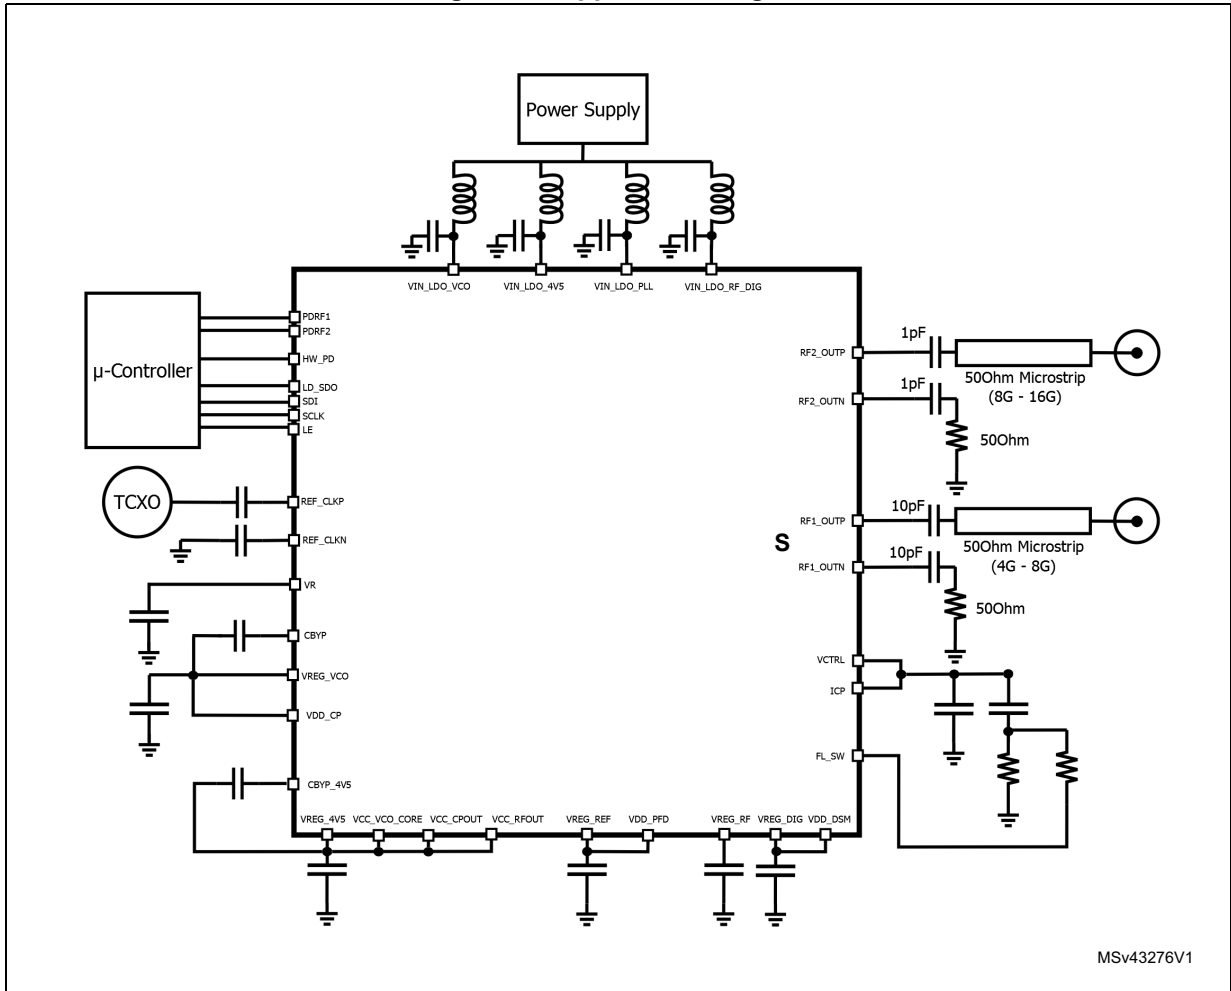 Power Supply
VIN_LDO_VCO
VIN_LDO_4V5
VIN_LDO_PLL
VIN_LDO_RF_DIG
µ-Controller
PDRF1
PDRF2
HW_PD
LD_SDO
SDI
SCLK
LE
TCXO
REF_CLKP
REF_CLKN
VR
CBYP
VREG_VCO
VDD_CP
CBYP_4V5
VREG_4V5
VCC_VCO_CORE
VCC_CPOUT
VCC_RFOUT
VREG_REF
VDD_PFD
VREG_RF
VREG_DIG
VDD_DSM
RF2_OUTP
1pF
50Ohm Microstrip
(8G - 16G)
RF2_OUTN
1pF
50Ohm
RF1_OUTP
10pF
50Ohm Microstrip
(4G - 8G)
S
RF1_OUTN
10pF
50Ohm
VCTRL
ICP
FL_SW
MSv43276V1